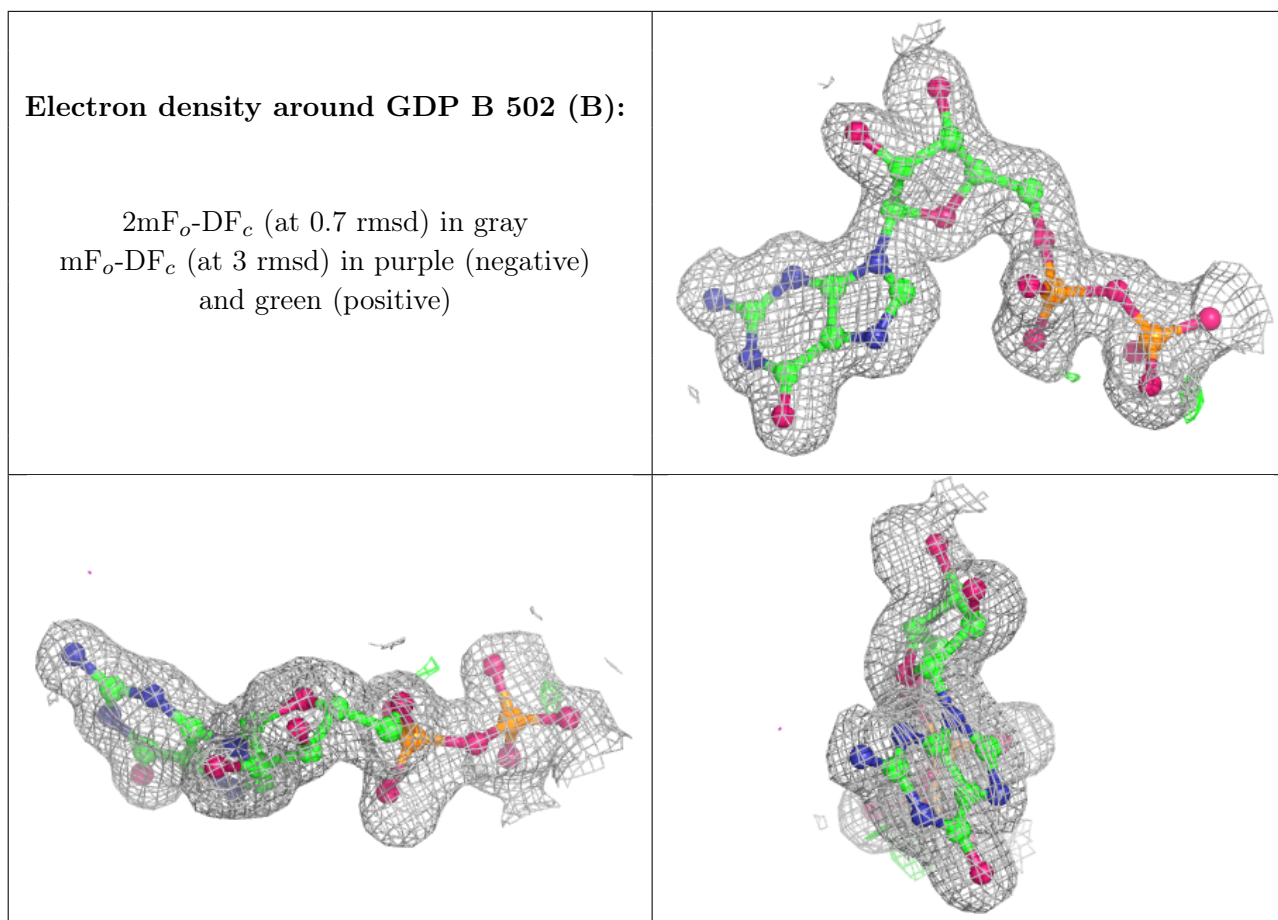 Electron density around GDP B 502 (B):
2mFo-DFc (at 0.7 rmsd) in gray
mFo-DFc (at 3 rmsd) in purple (negative)
and green (positive)